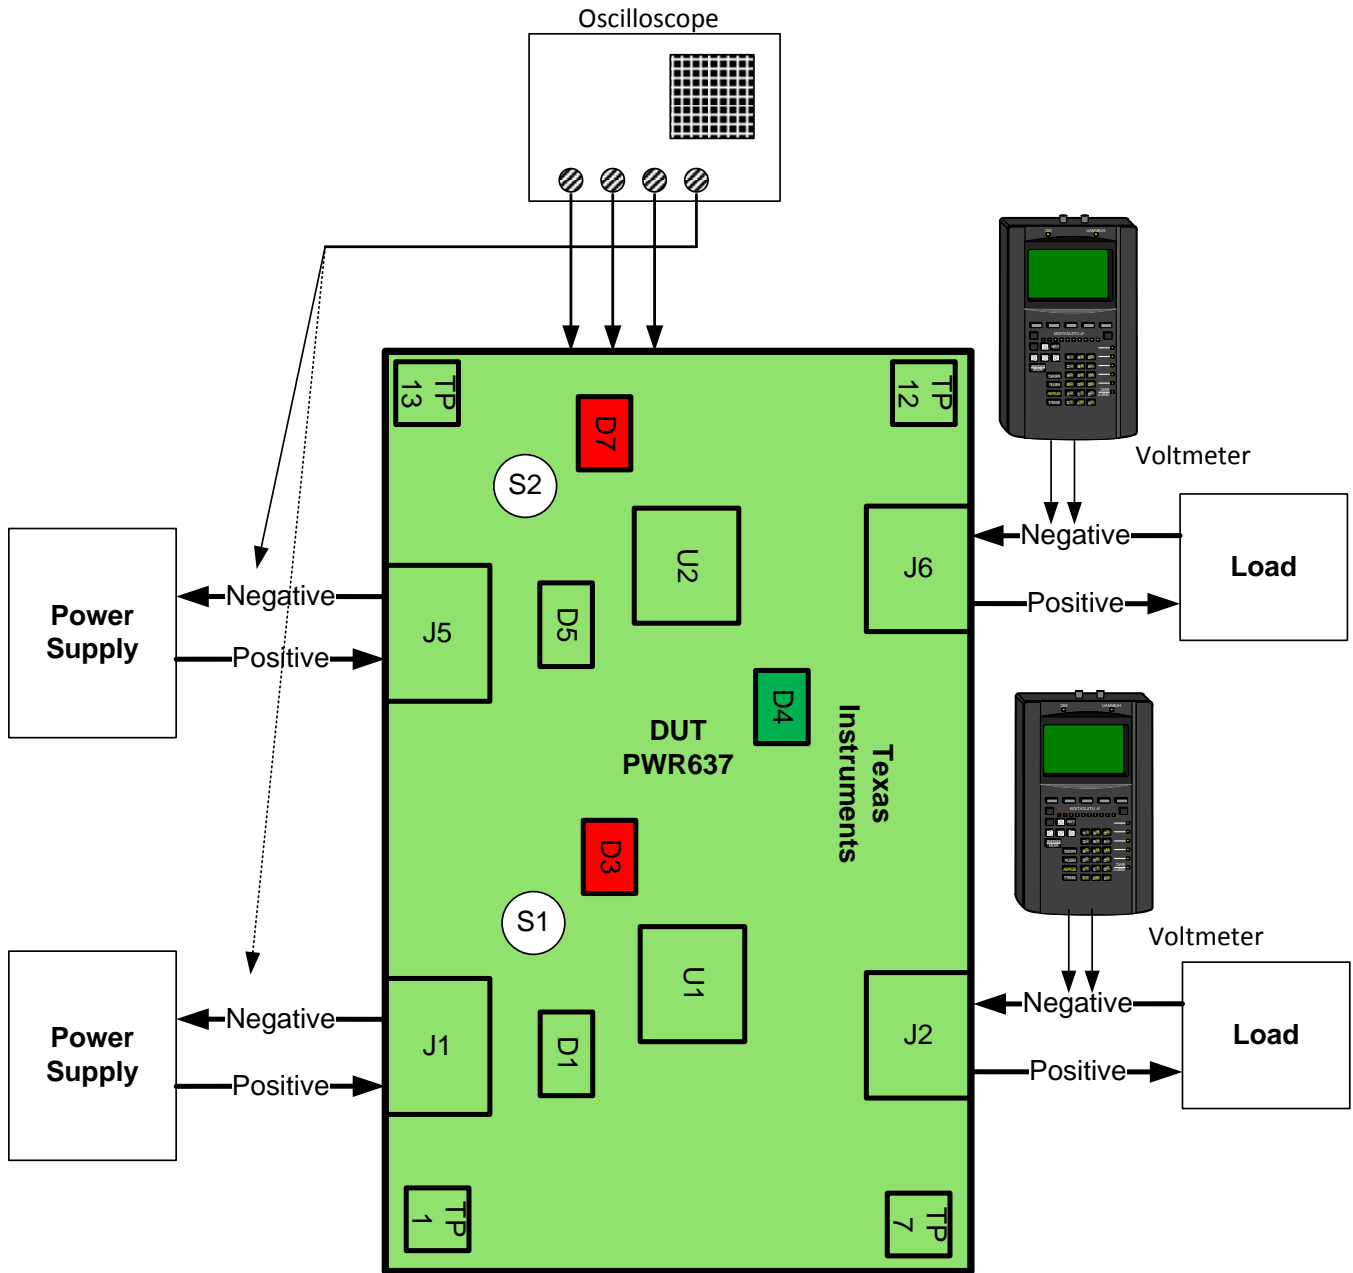 Oscilloscope
TP
13
TP
12
D7
S2
Voltmeter
Negative
Positive
Load
Power
Supply
Negative
Positive
J5
D5
U2
J6
D4
DUT
PWR637
Texas
Instruments
D3
S1
Voltmeter
Negative
Positive
Load
Power
Supply
Negative
Positive
J1
D1
U1
J2
TP
1
TP
7